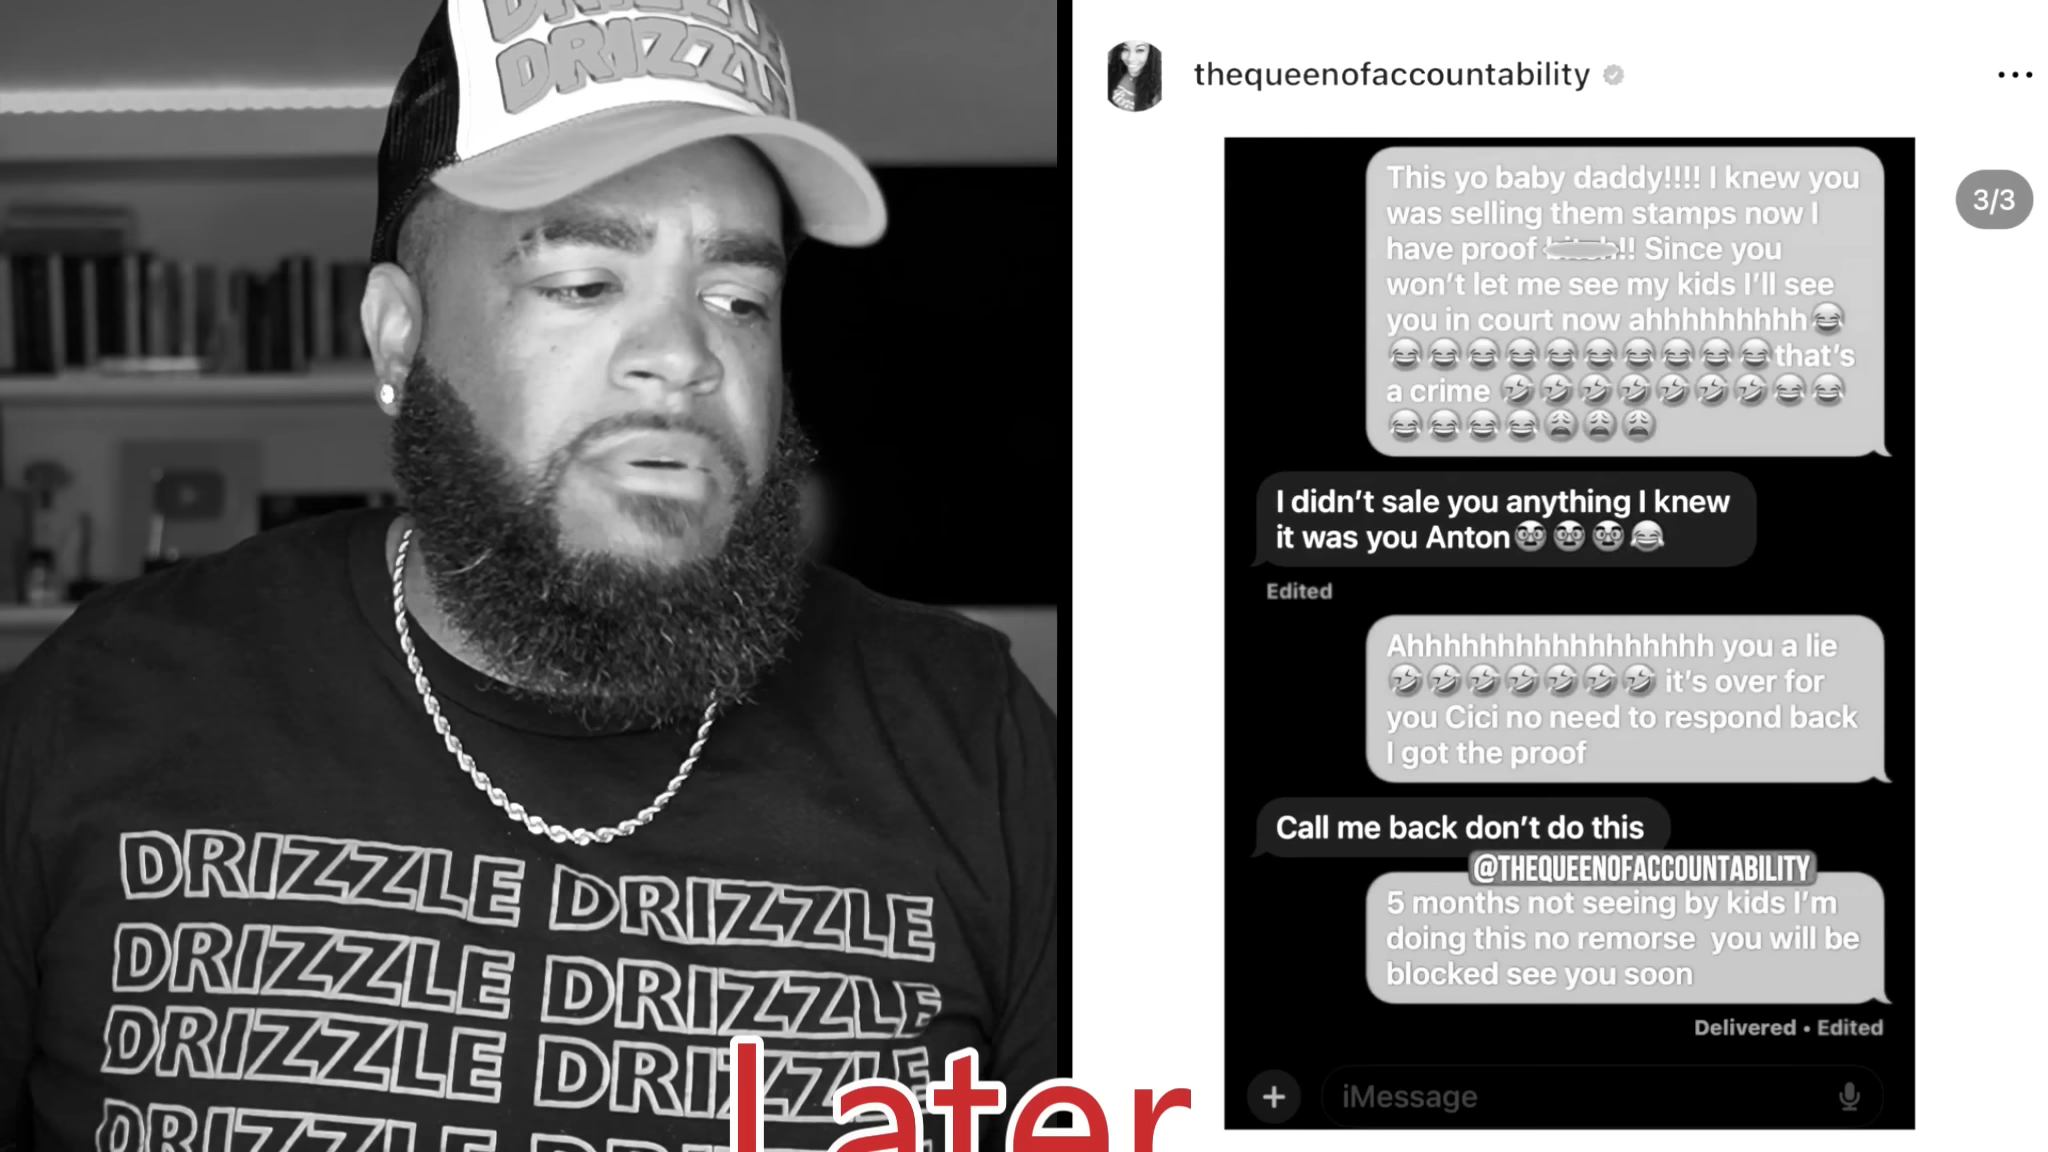 DRIZZLE
thequeenofaccountability
3/3
This yo baby daddy!!!! I knew you
was selling them stamps now I
have proof !! Since you
won't let me see my kids I'll see
you in court now ahhhhhhhhh😂
😂😂😂😂😂😂😂😂😂😂that's
a crime 🤣🤣🤣🤣🤣🤣🤣😂😂
😂😂😂😂😩😩😩
I didn't sale you anything I knew
it was you Anton🥸🥸🥸😂
Edited
Ahhhhhhhhhhhhhhhhh you a lie
🤣🤣🤣🤣🤣🤣🤣 it's over for
you Cici no need to respond back
I got the proof
Call me back don't do this
@THEQUEENOFACCOUNTABILITY
5 months not seeing by kids I'm
doing this no remorse you will be
blocked see you soon
Delivered • Edited
iMessage
DRIZZLE DRIZZLE
DRIZZLE DRIZZLE
DRIZZLE DRIZZLE
DRIZZLE DRIZZLE
Later